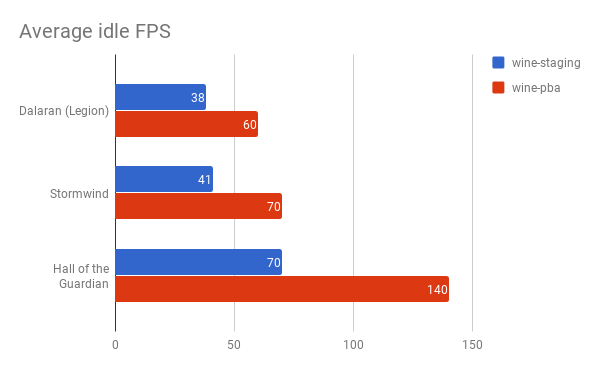 Average idle FPS
wine-staging
wine-pba
Dalaran (Legion)
38
60
Stormwind
41
70
Hall of the
Guardian
70
140
0 50 100 150